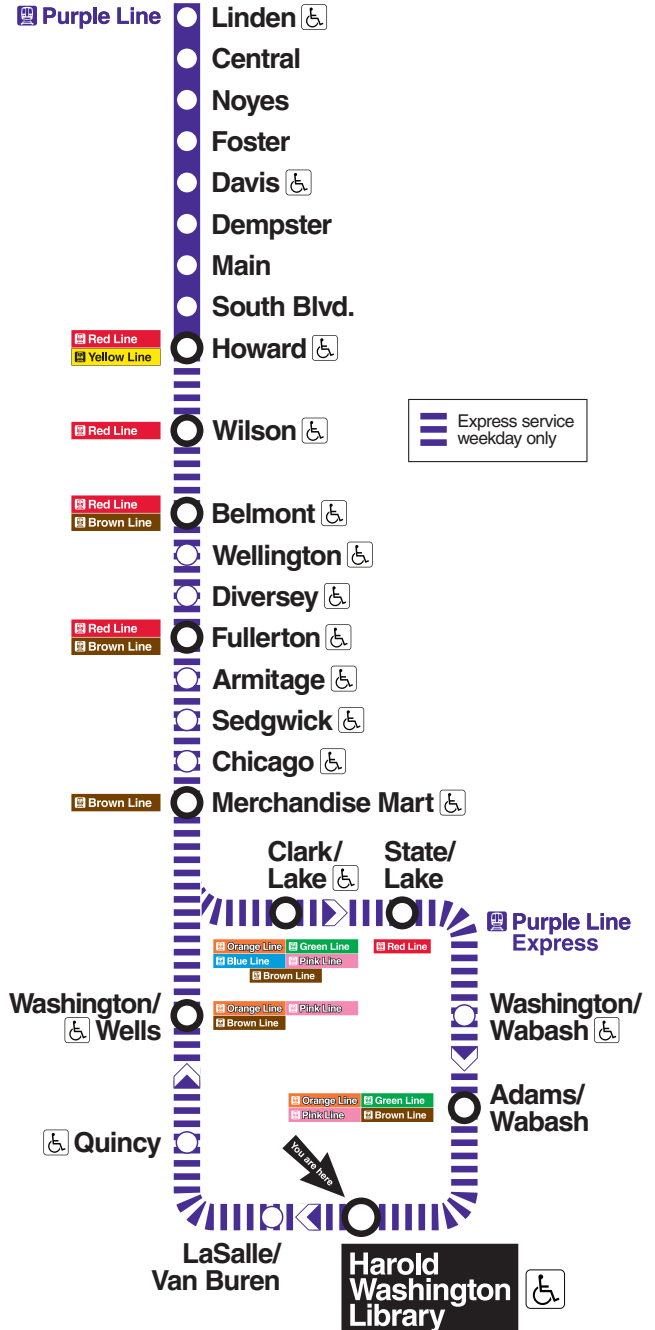 Purple Line
Linden
Central
Noyes
Foster
Davis
Dempster
Main
South Blvd.
Red Line
Yellow Line
Howard
Red Line
Wilson
Express service
weekday only
Red Line
Brown Line
Belmont
Wellington
Diversey
Red Line
Brown Line
Fullerton
Armitage
Sedgwick
Chicago
Brown Line
Merchandise Mart
Clark/
Lake
State/
Lake
Purple Line
Express
Orange Line Green Line
Blue Line Pink Line
Brown Line
Red Line
Washington/
Wells
Orange Line Pink Line
Brown Line
Washington/
Wabash
Orange Line Green Line
Pink Line Brown Line
Adams/
Wabash
Quincy
You are here
LaSalle/
Van Buren
Harold
Washington
Library